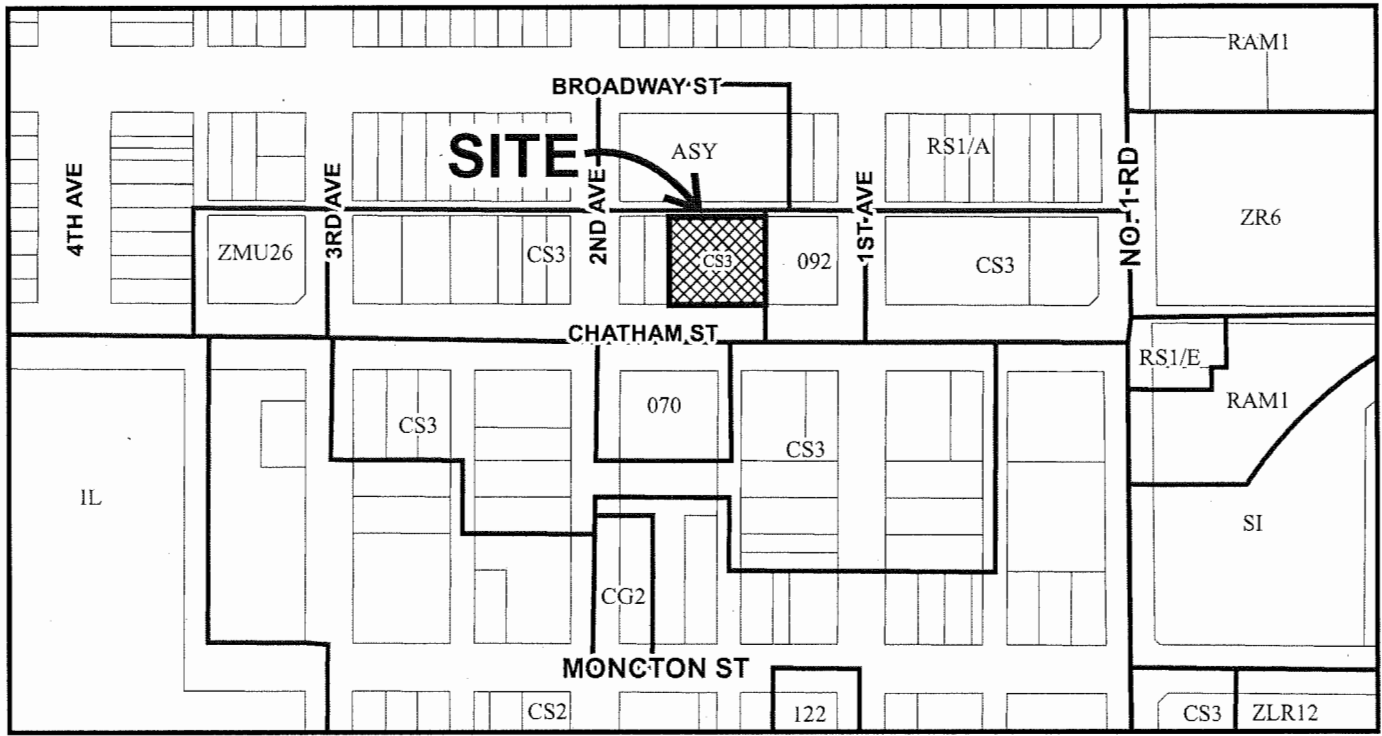 RAM1
BROADWAY ST
SITE
ASY
RS1/A
4TH AVE
3RD AVE
2ND AVE
1ST AVE
NO. 1 RD
ZMU26
CS3
CS3
092
CS3
ZR6
CHATHAM ST
RS1/E
070
RAM1
CS3
CS3
IL
SI
CG2
MONCTON ST
CS2
122
CS3
ZLR12